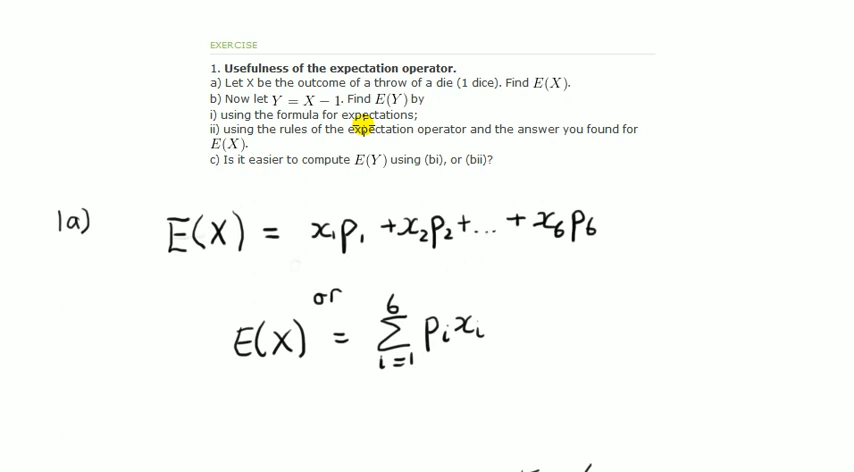 EXERCISE
1. Usefulness of the expectation operator.
a) Let X be the outcome of a throw of a die (1 dice). Find E(X).
b) Now let Y = X − 1. Find E(Y) by
i) using the formula for expectations;
ii) using the rules of the expectation operator and the answer you found for
E(X).
c) Is it easier to compute E(Y) using (bi), or (bii)?
1a) E(X) = x₁p₁ + x₂p₂ + ... + x₆p₆
or
E(X) = ∑_{i=1}^{6} pᵢxᵢ